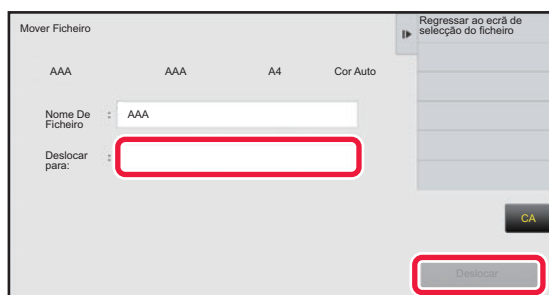 Mover Ficheiro
Regressar ao ecrã de
selecção do ficheiro
AAA AAA A4 Cor Auto
Nome De
Ficheiro : AAA
Deslocar
para: :
CA
Deslocar